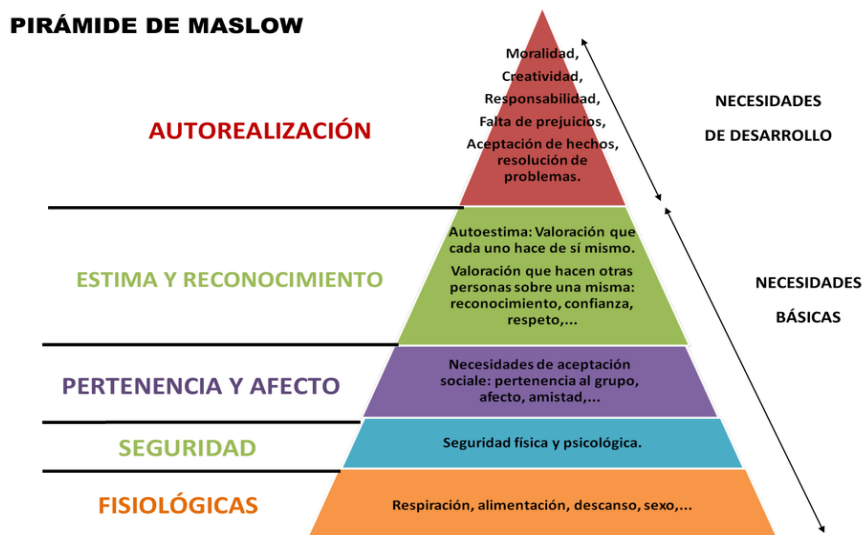 PIRÁMIDE DE MASLOW
Moralidad,
Creatividad,
Responsabilidad,
Falta de prejuicios,
Aceptación de hechos,
resolución de
problemas.
AUTOREALIZACIÓN
NECESIDADES
DE DESARROLLO
Autoestima: Valoración que
cada uno hace de sí mismo.
Valoración que hacen otras
personas sobre una misma:
reconocimiento, confianza,
respeto,...
ESTIMA Y RECONOCIMIENTO
NECESIDADES
BÁSICAS
PERTENENCIA Y AFECTO
Necesidades de aceptación
sociale: pertenencia al grupo,
afecto, amistad,...
SEGURIDAD
Seguridad física y psicológica.
FISIOLÓGICAS
Respiración, alimentación, descanso, sexo,...